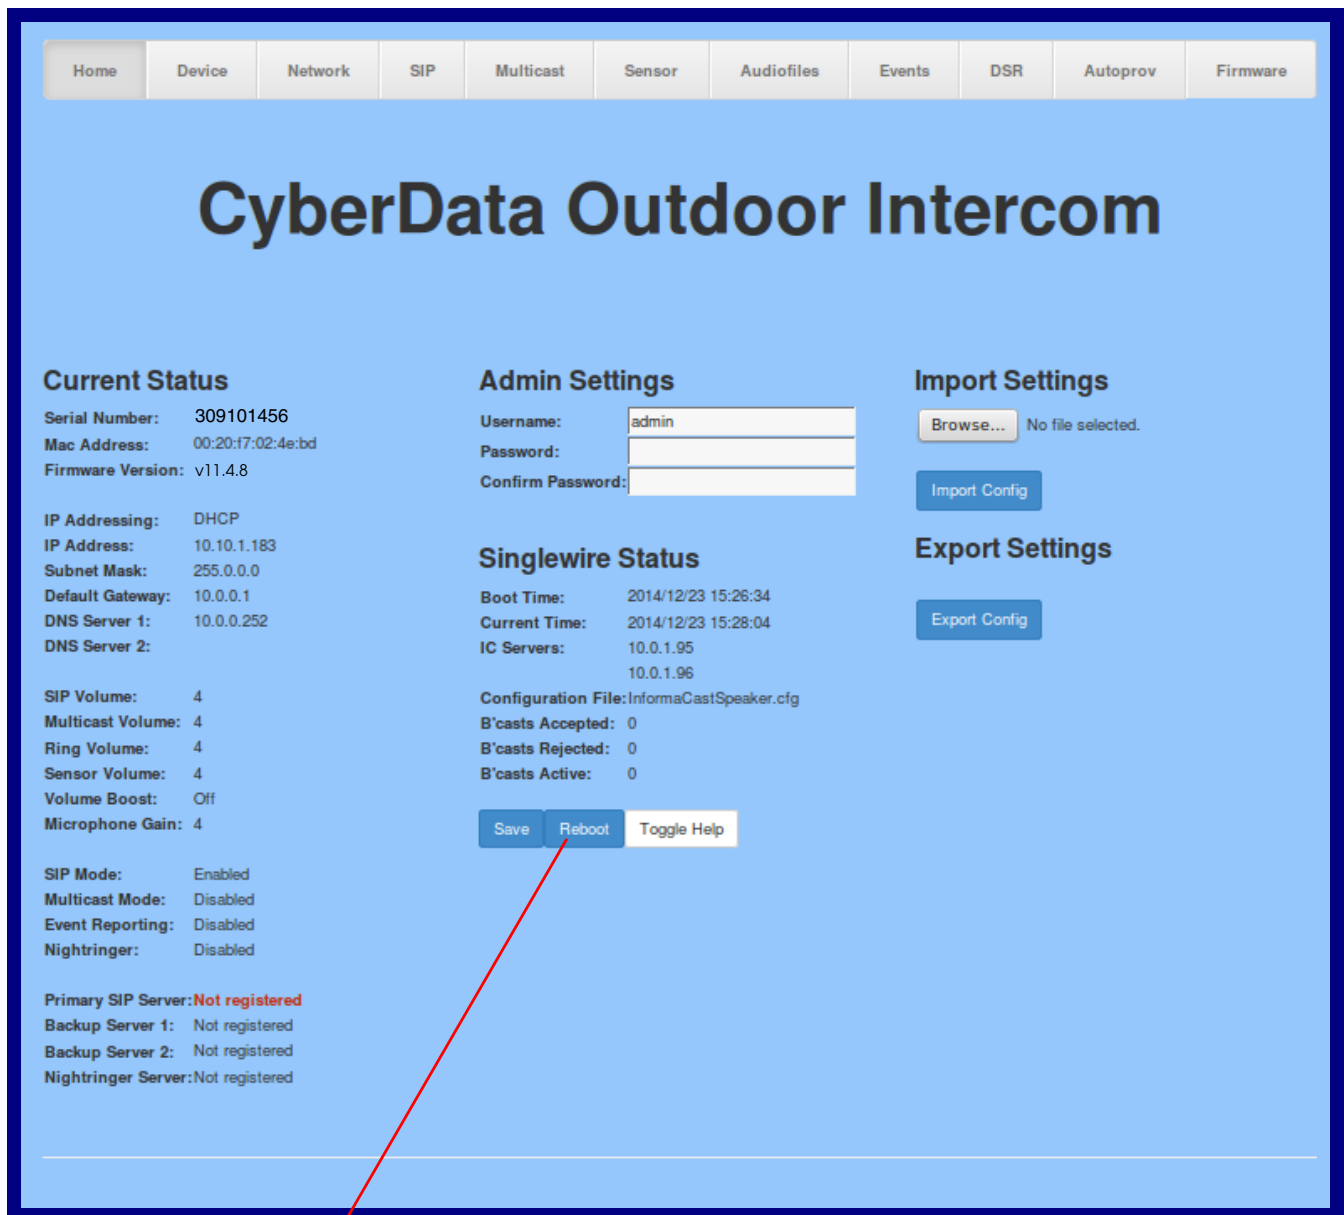 Home Device Network SIP Multicast Sensor Audiofiles Events DSR Autoprov Firmware
CyberData Outdoor Intercom
Current Status
Serial Number: 309101456
Mac Address: 00:20:f7:02:4e:bd
Firmware Version: v11.4.8
IP Addressing: DHCP
IP Address: 10.10.1.183
Subnet Mask: 255.0.0.0
Default Gateway: 10.0.0.1
DNS Server 1: 10.0.0.252
DNS Server 2:
SIP Volume: 4
Multicast Volume: 4
Ring Volume: 4
Sensor Volume: 4
Volume Boost: Off
Microphone Gain: 4
SIP Mode: Enabled
Multicast Mode: Disabled
Event Reporting: Disabled
Nightringer: Disabled
Primary SIP Server: Not registered
Backup Server 1: Not registered
Backup Server 2: Not registered
Nightringer Server: Not registered
Admin Settings
Username: admin
Password:
Confirm Password:
Singlewire Status
Boot Time: 2014/12/23 15:26:34
Current Time: 2014/12/23 15:28:04
IC Servers: 10.0.1.95
10.0.1.96
Configuration File: InformaCastSpeaker.cfg
B'casts Accepted: 0
B'casts Rejected: 0
B'casts Active: 0
Save Reboot Toggle Help
Import Settings
Browse... No file selected.
Import Config
Export Settings
Export Config